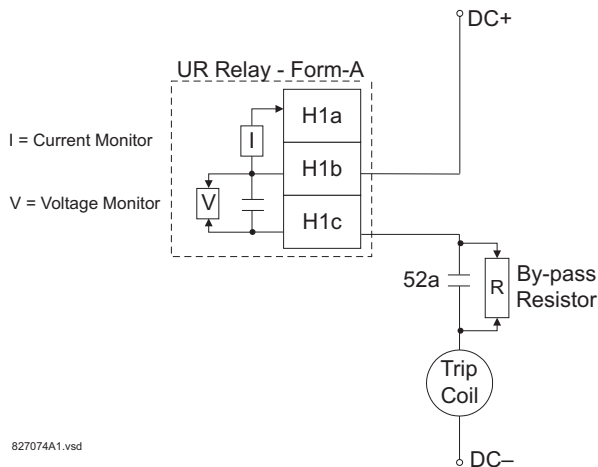 DC+
UR Relay - Form-A
H1a
I = Current Monitor
I
H1b
V = Voltage Monitor
V
H1c
52a
R
By-pass
Resistor
Trip
Coil
827074A1.vsd
DC–